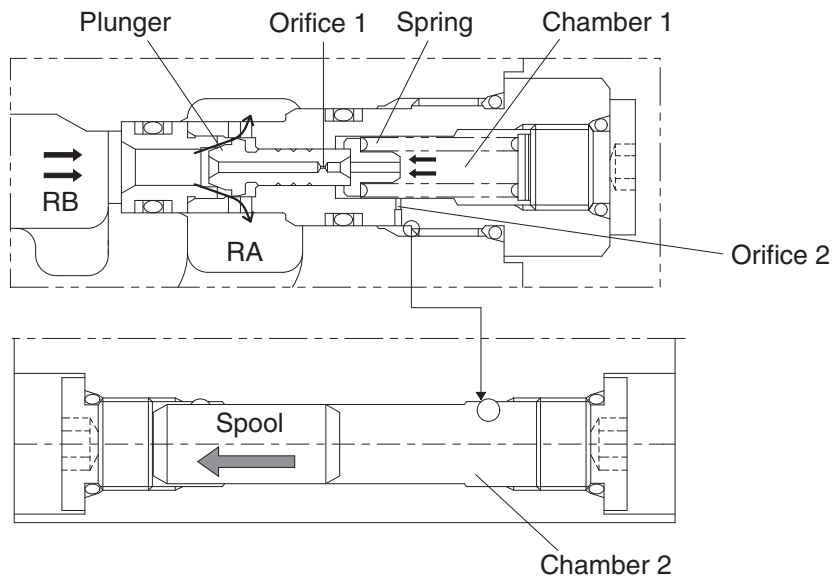 Plunger
Orifice 1
Spring
Chamber 1
RB
RA
Orifice 2
Spool
Chamber 2